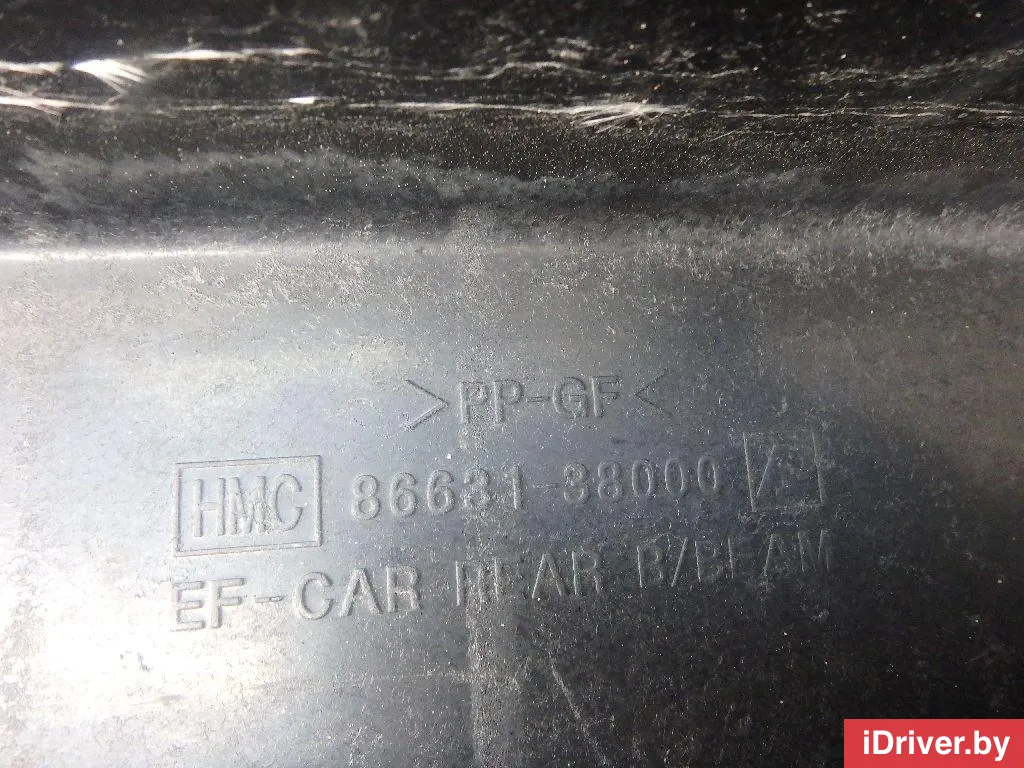 >PP-GF<
HMC 86631-38000
EF-CAR REAR B/BEAM
iDriver.by